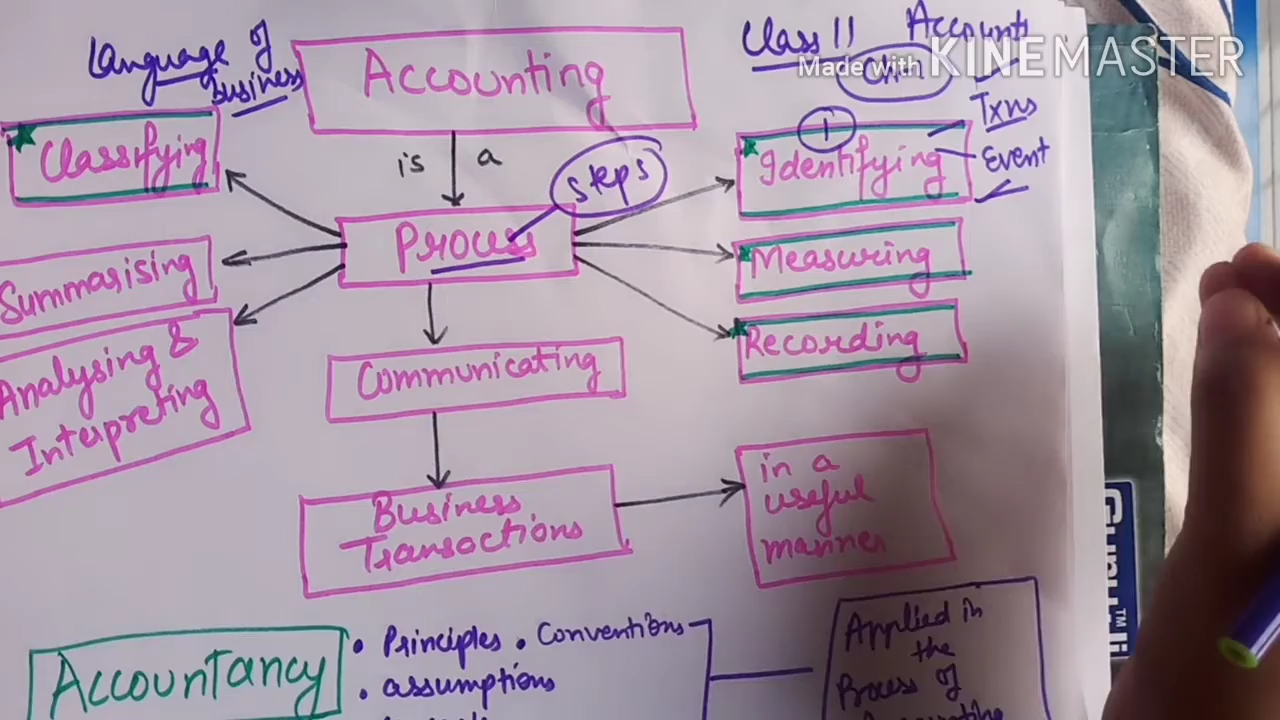 Language of
business
Accounting
Class 11 Accounts
Made with KINEMASTER
is a
steps
Classifying
1
Identifying
Txns
Event
Process
Measuring
Summarising
Recording
Analysing &
Interpreting
Communicating
Business
Transactions
in a
useful
manner
Accountancy
• Principles • Conventions
• assumptions
Applied in
the
Process of
Accounting